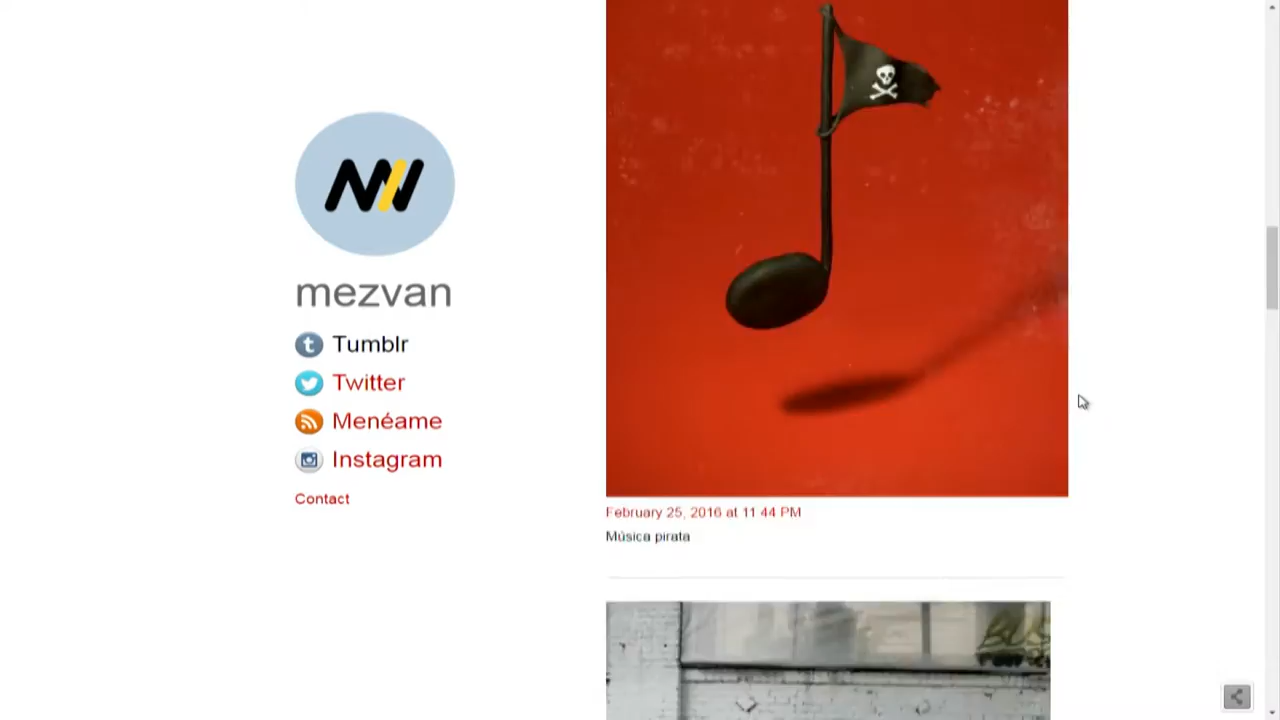 mezvan
Tumblr
Twitter
Menéame
Instagram
Contact
February 25, 2016 at 11 44 PM
Música pirata